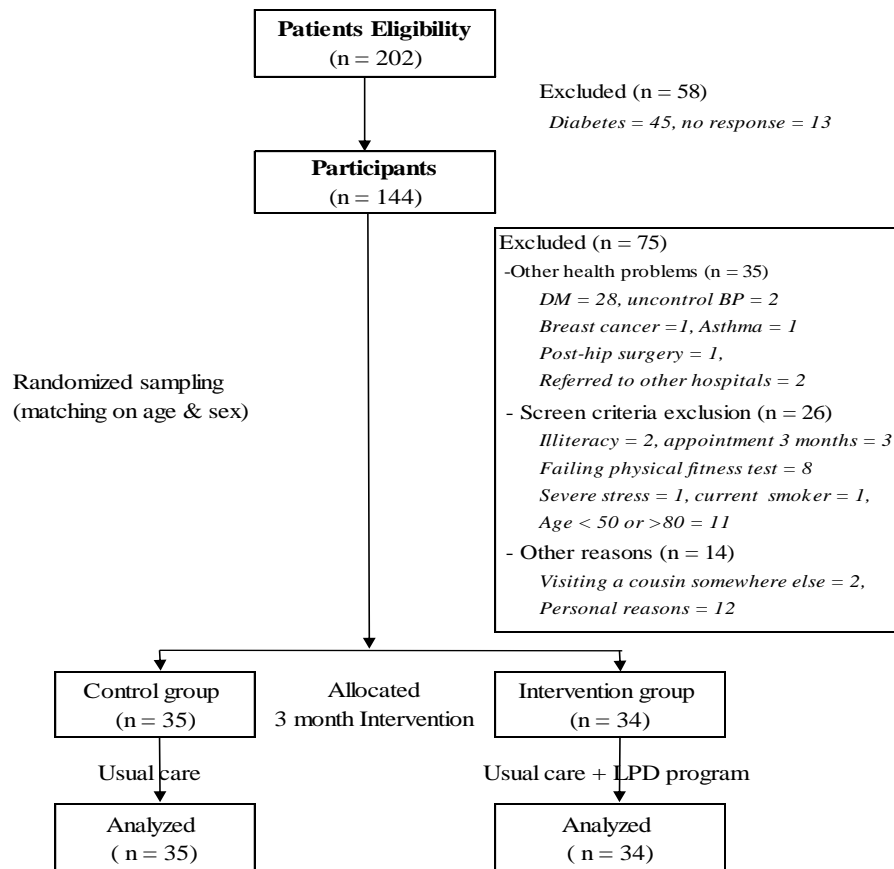 Patients Eligibility
(n = 202)
Excluded (n = 58)
Diabetes = 45, no response = 13
Participants
(n = 144)
Excluded (n = 75)
-Other health problems (n = 35)
DM = 28, uncontrol BP = 2
Breast cancer =1, Asthma = 1
Post-hip surgery = 1,
Referred to other hospitals = 2
- Screen criteria exclusion (n = 26)
Illiteracy = 2, appointment 3 months = 3
Failing physical fitness test = 8
Severe stress = 1, current smoker = 1,
Age < 50 or >80 = 11
- Other reasons (n = 14)
Visiting a cousin somewhere else = 2,
Personal reasons = 12
Randomized sampling
(matching on age & sex)
Control group
(n = 35)
Allocated
3 month Intervention
Intervention group
(n = 34)
Usual care
Usual care + LPD program
Analyzed
( n = 35)
Analyzed
( n = 34)